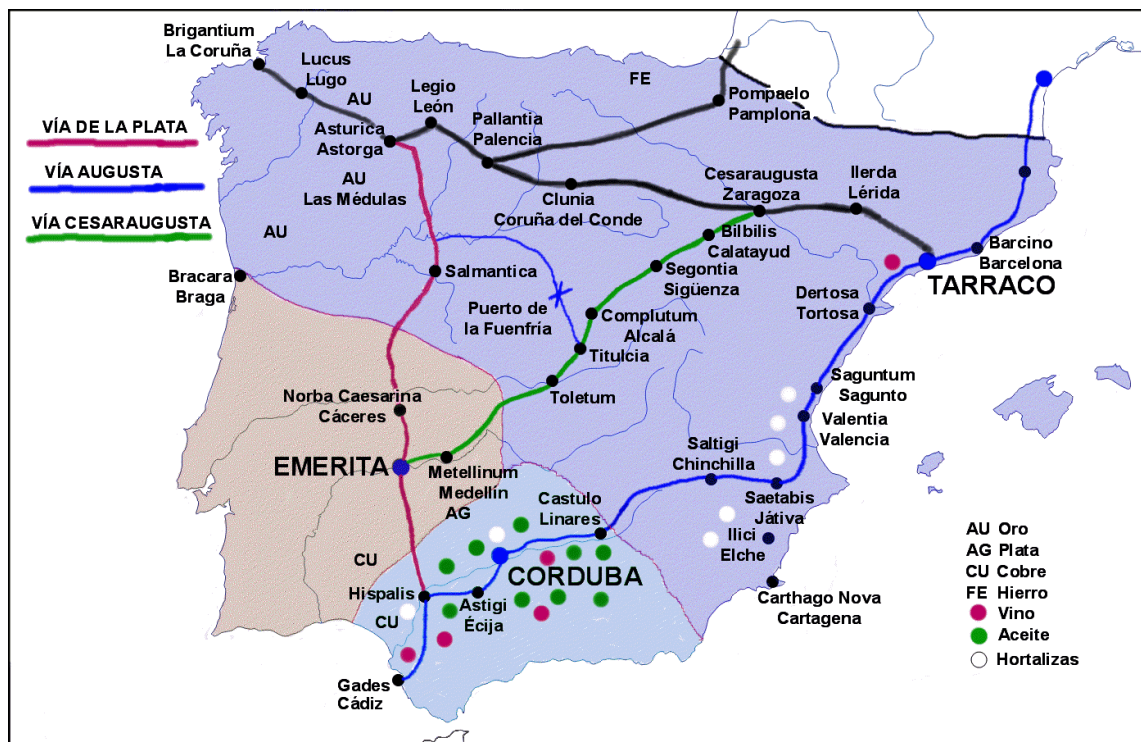 Brigantium
La Coruña
Lucus
Lugo
AU
Legio
León
FE
Pompaelo
Pamplona
Asturica
Astorga
Pallantia
Palencia
VÍA DE LA PLATA
VÍA AUGUSTA
VÍA CESARAUGUSTA
AU
Las Médulas
Clunia
Coruña del Conde
Cesaraugusta
Zaragoza
Ilerda
Lérida
AU
Bilbilis
Calatayud
Barcino
Barcelona
Bracara
Braga
Salmantica
Segontia
Sigüenza
TARRACO
Dertosa
Tortosa
Puerto de
la Fuenfría
Complutum
Alcalá
Titulcia
Toletum
Norba Caesarina
Cáceres
Saguntum
Sagunto
Valentia
Valencia
EMERITA
Metellinum
Medellín
AG
Saltigi
Chinchilla
Saetabis
Játiva
Castulo
Linares
Ilici
Elche
CU
CORDUBA
Hispalis
CU
Astigi
Écija
Carthago Nova
Cartagena
Gades
Cádiz
AU Oro
AG Plata
CU Cobre
FE Hierro
Vino
Aceite
Hortalizas